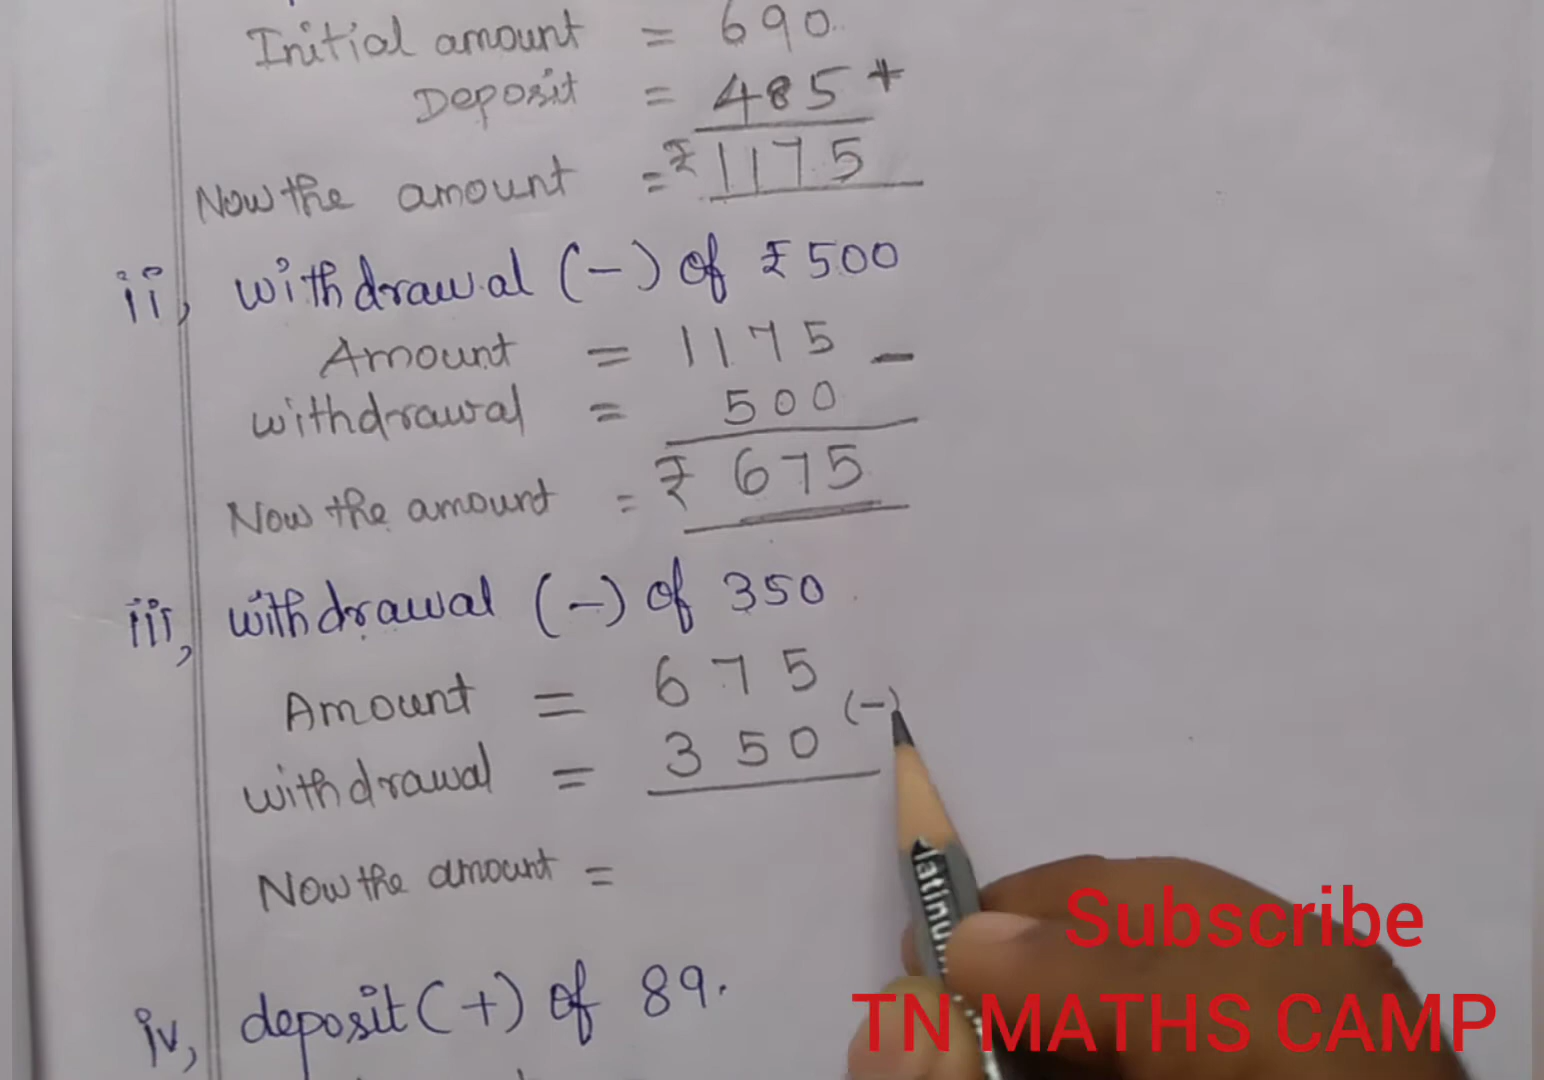 Initial amount = 690
Deposit = 485 +
Now the amount = ₹ 1175
ii, withdrawal (-) of ₹ 500
Amount = 1175 -
withdrawal = 500
Now the amount = ₹ 675
iii, withdrawal (-) of 350
Amount = 675
(-)
withdrawal = 350
Now the amount =
iv, deposit (+) of 89.
latinum
Subscribe
TN MATHS CAMP